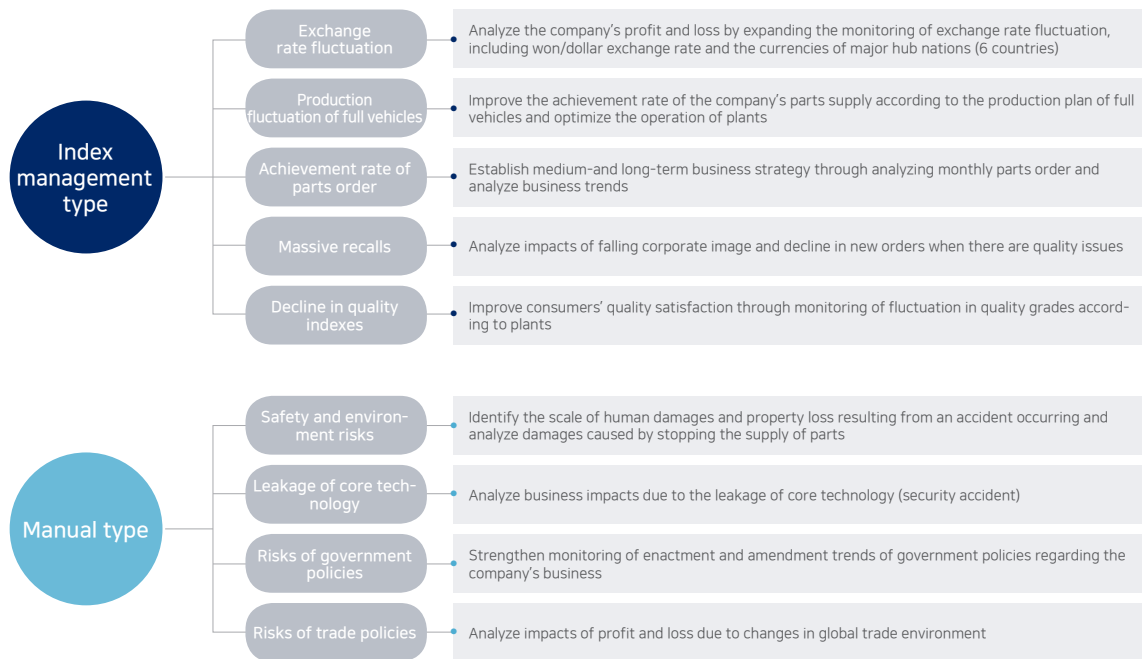 Index
management
type
Exchange
rate fluctuation
Analyze the company’s profit and loss by expanding the monitoring of exchange rate fluctuation,
including won/dollar exchange rate and the currencies of major hub nations (6 countries)
Production
fluctuation of full vehicles
Improve the achievement rate of the company’s parts supply according to the production plan of full
vehicles and optimize the operation of plants
Achievement rate of
parts order
Establish medium-and long-term business strategy through analyzing monthly parts order and
analyze business trends
Massive recalls
Analyze impacts of falling corporate image and decline in new orders when there are quality issues
Decline in quality
indexes
Improve consumers’ quality satisfaction through monitoring of fluctuation in quality grades accord-
ing to plants
Manual type
Safety and environ-
ment risks
Identify the scale of human damages and property loss resulting from an accident occurring and
analyze damages caused by stopping the supply of parts
Leakage of core tech-
nology
Analyze business impacts due to the leakage of core technology (security accident)
Risks of government
policies
Strengthen monitoring of enactment and amendment trends of government policies regarding the
company’s business
Risks of trade policies
Analyze impacts of profit and loss due to changes in global trade environment